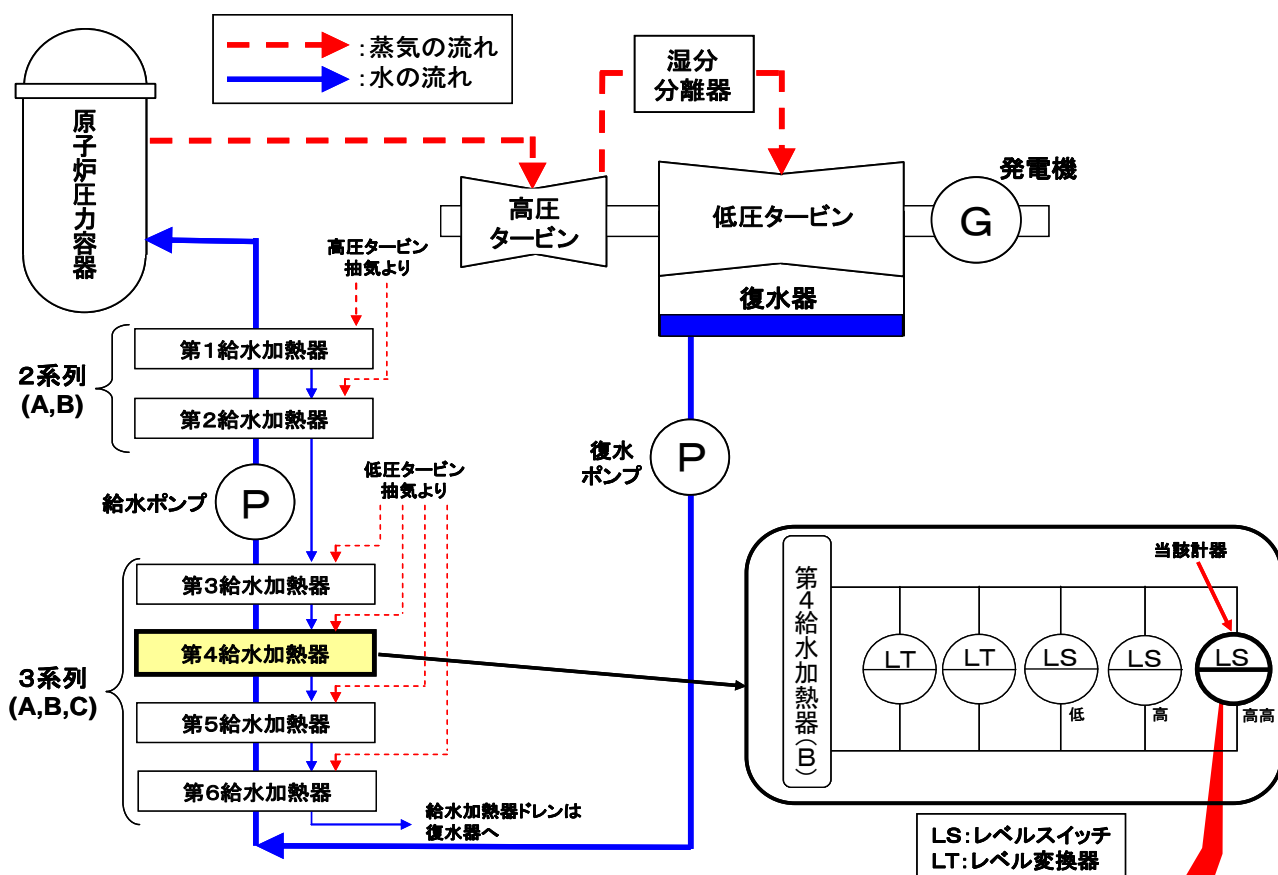 :蒸気の流れ
:水の流れ
湿分
分離器
原子炉圧力容器
高圧
タービン
低圧タービン
発電機
G
復水器
高圧タービン
抽気より
第1給水加熱器
2系列
(A,B)
第2給水加熱器
給水ポンプ
P
低圧タービン
抽気より
復水
ポンプ
P
第3給水加熱器
第4給水加熱器
3系列
(A,B,C)
第5給水加熱器
第6給水加熱器
給水加熱器ドレンは
復水器へ
第4給水加熱器(B)
当該計器
LT
LT
LS
低
LS
高
LS
高高
LS:レベルスイッチ
LT:レベル変換器